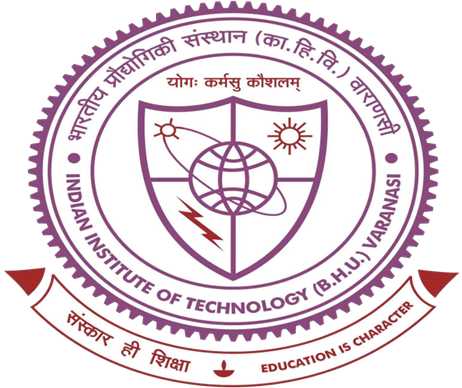 भारतीय प्रौद्योगिकी संस्थान (का.हि.वि.) वाराणसी
योगः कर्मसु कौशलम्
INDIAN INSTITUTE OF TECHNOLOGY (B.H.U.) VARANASI
संस्कार ही शिक्षा
EDUCATION IS CHARACTER